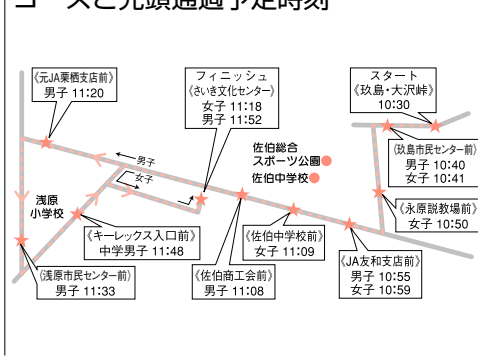 コースと先頭通過予定時刻
《元JA栗栖支店前》
男子 11:20
フィニッシュ
《さいき文化センター》
女子 11:18
男子 11:52
スタート
《玖島・大沢峠》
10:30
男子
女子
佐伯総合
スポーツ公園
佐伯中学校
《玖島市民センター前》
男子 10:40
女子 10:41
浅原
小学校
《永原説教場前》
女子 10:50
《キーレックス入口前》
中学男子 11:48
《佐伯中学校前》
女子 11:09
《浅原市民センター前》
男子 11:33
《佐伯商工会前》
男子 11:08
《JA友和支店前》
男子 10:55
女子 10:59